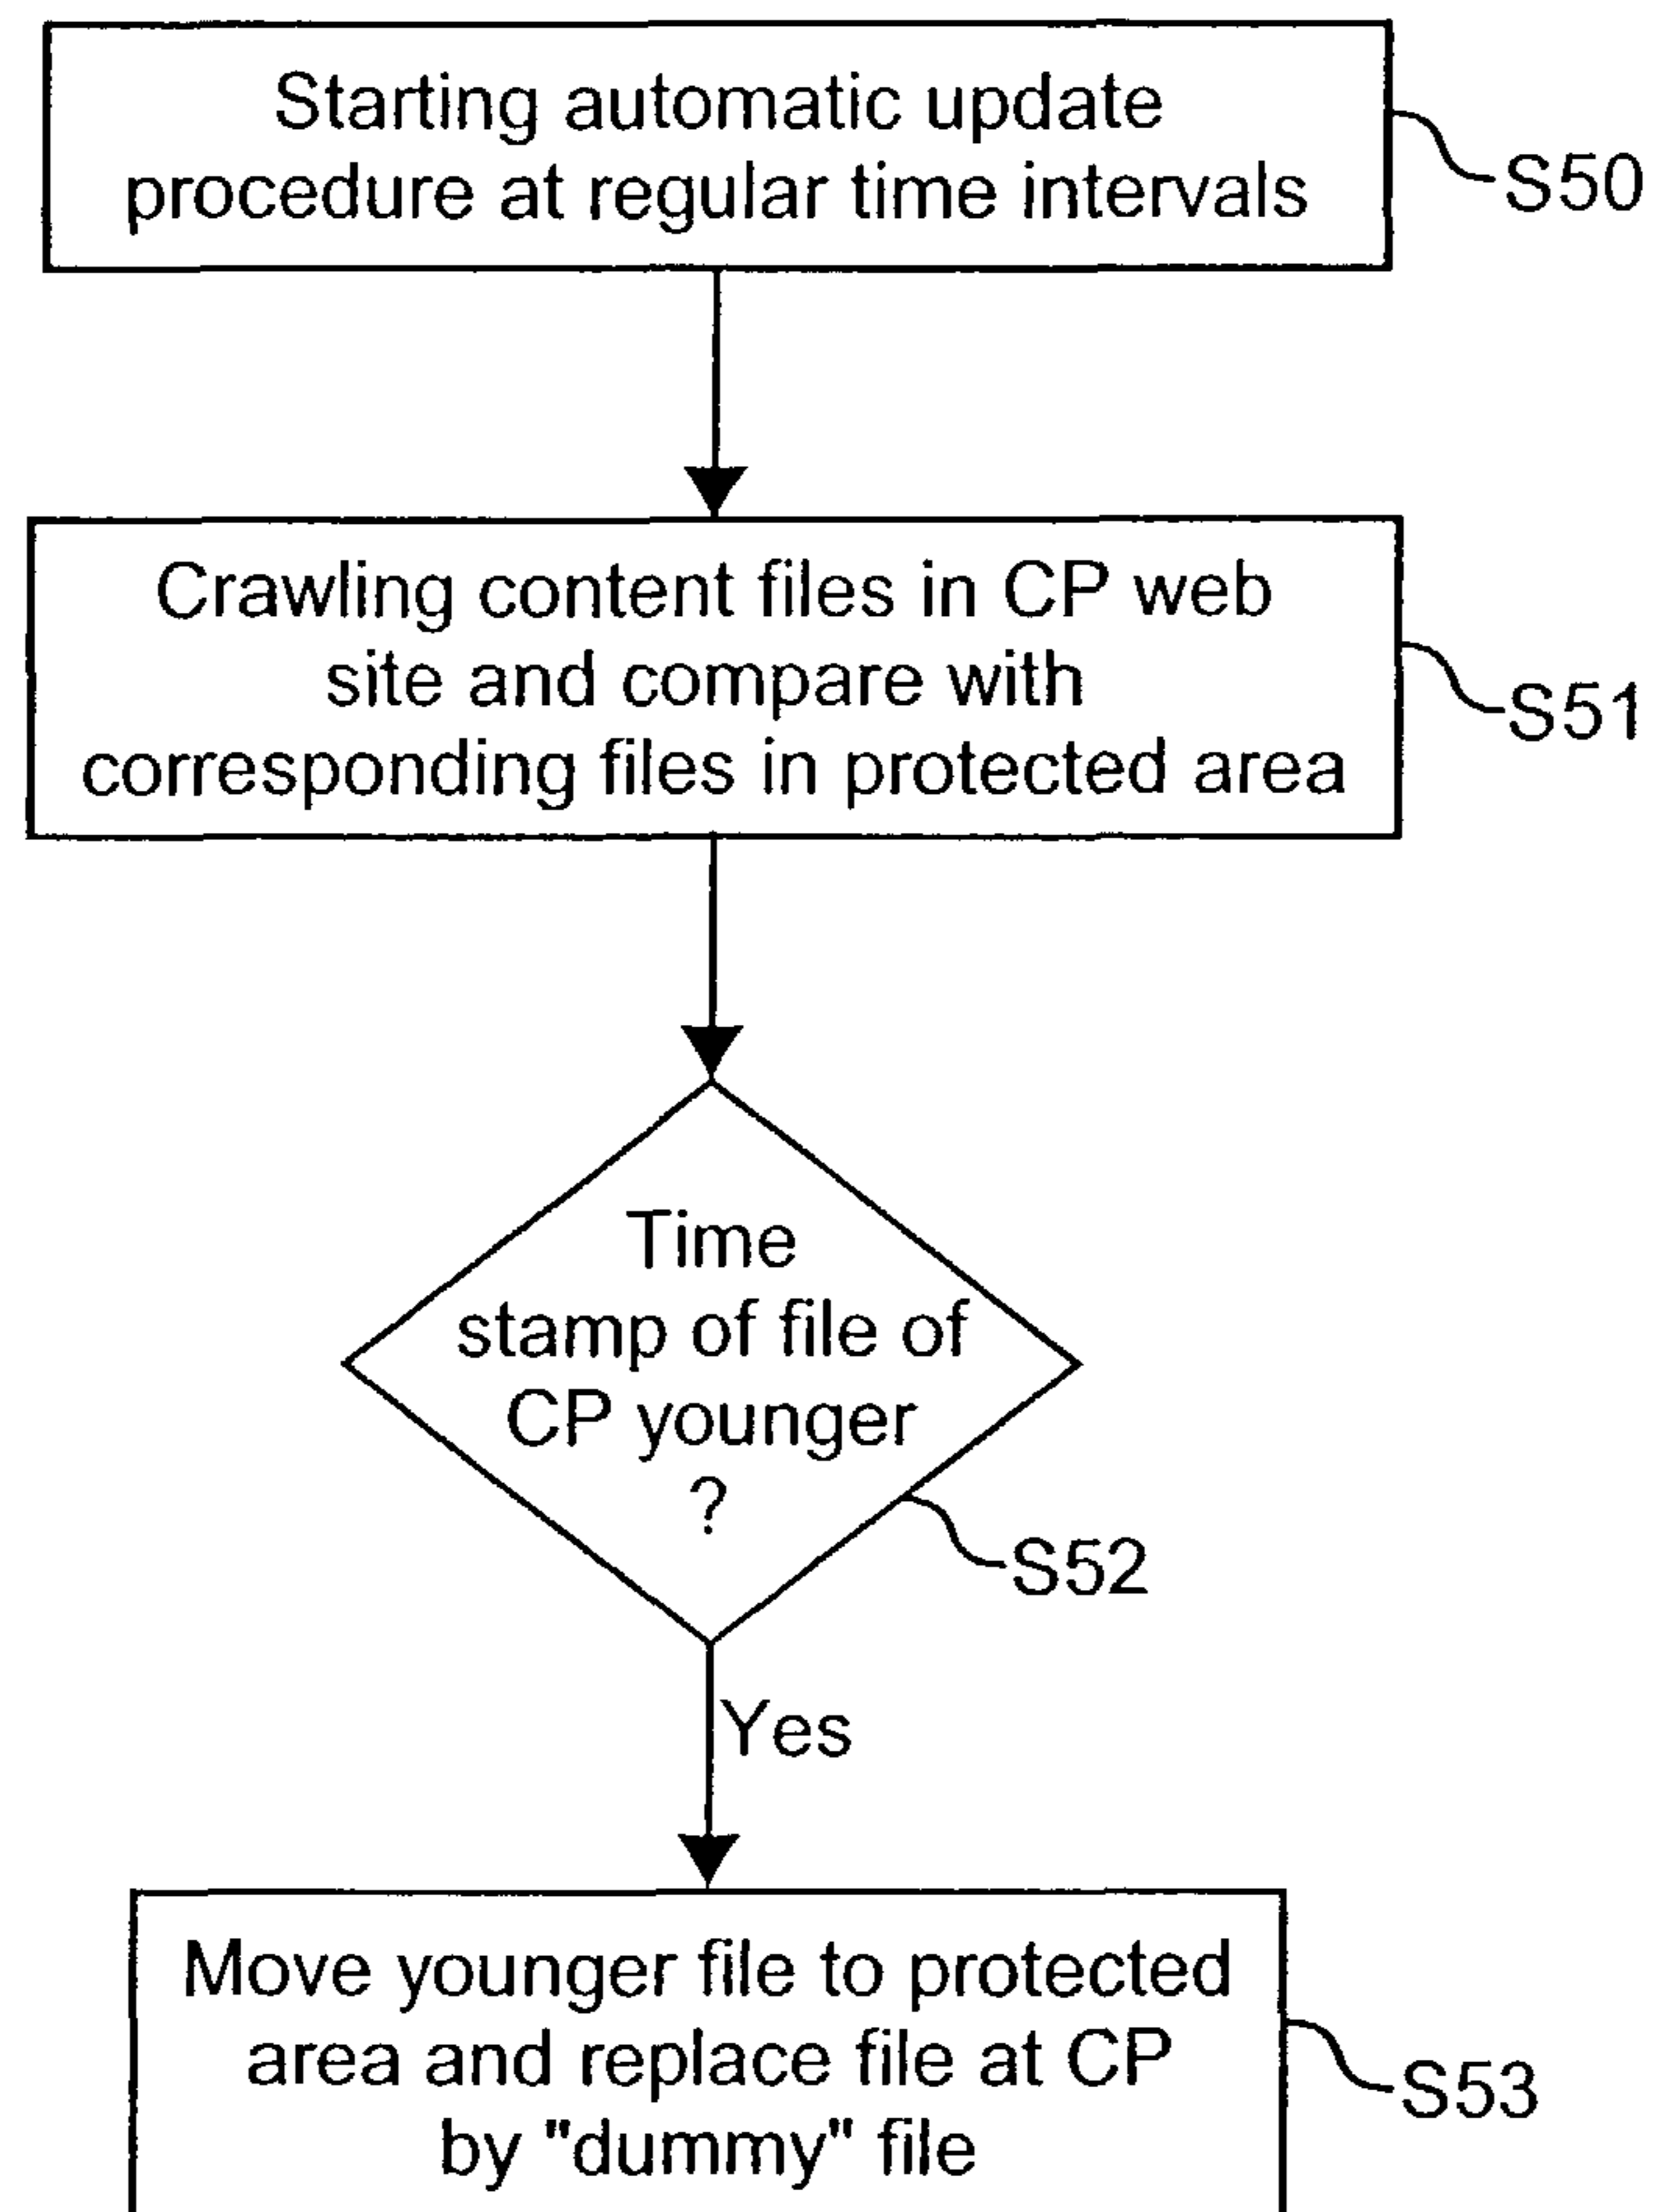 Starting automatic update
procedure at regular time intervals
S50
Crawling content files in CP web
site and compare with
corresponding files in protected area
S51
Time
stamp of file of
CP younger
?
S52
Yes
Move younger file to protected
area and replace file at CP
by "dummy" file
S53